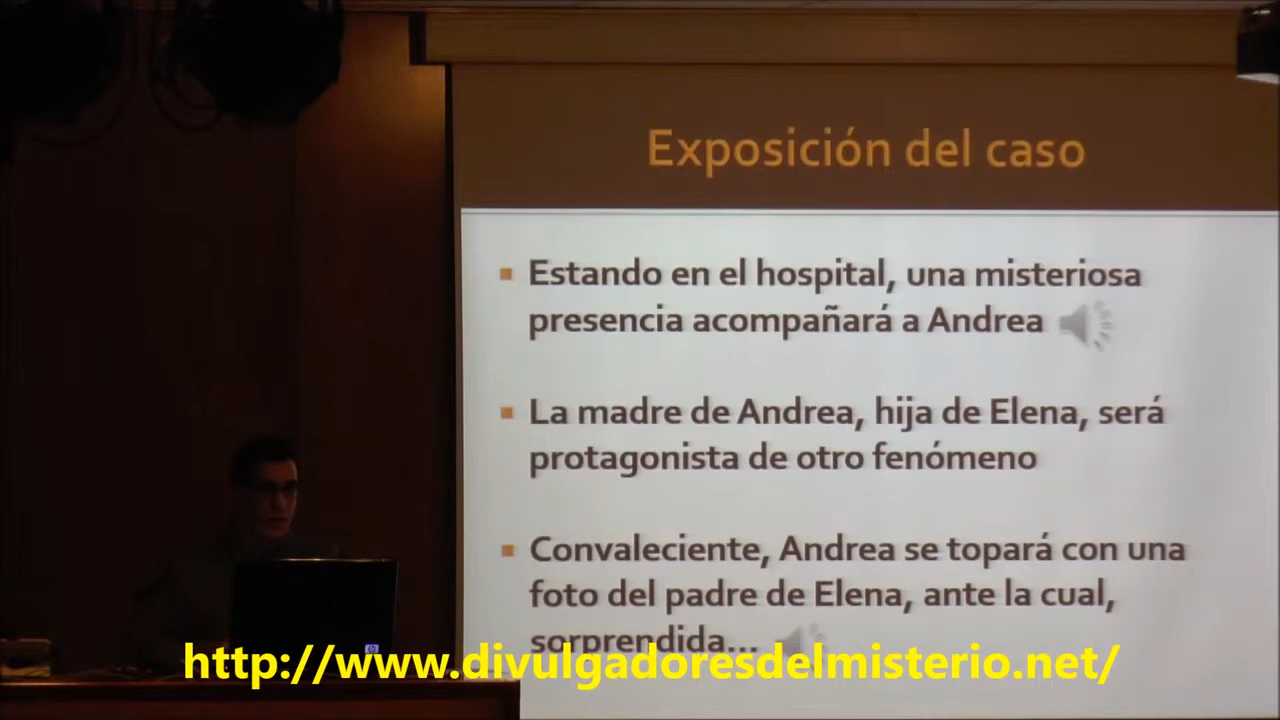 Exposición del caso
Estando en el hospital, una misteriosa
presencia acompañará a Andrea
La madre de Andrea, hija de Elena, será
protagonista de otro fenómeno
Convaleciente, Andrea se topará con una
foto del padre de Elena, ante la cual,
sorprendida...
http://www.divulgadoresdelmisterio.net/